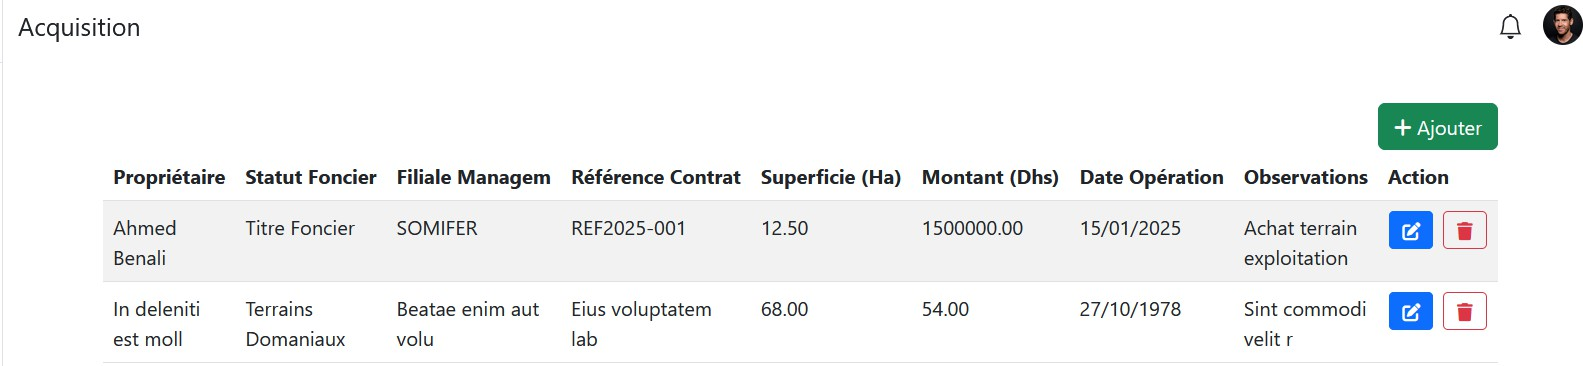 Acquisition
Ajouter
Propriétaire Statut Foncier Filiale Managem Référence Contrat Superficie (Ha) Montant (Dhs) Date Opération Observations Action
Ahmed Titre Foncier SOMIFER REF2025-001 12.50 1500000.00 15/01/2025 Achat terrain
Benali exploitation
In deleniti Terrains Beatae enim aut Eius voluptatem 68.00 54.00 27/10/1978 Sint commodi
est moll Domaniaux volu lab velit r